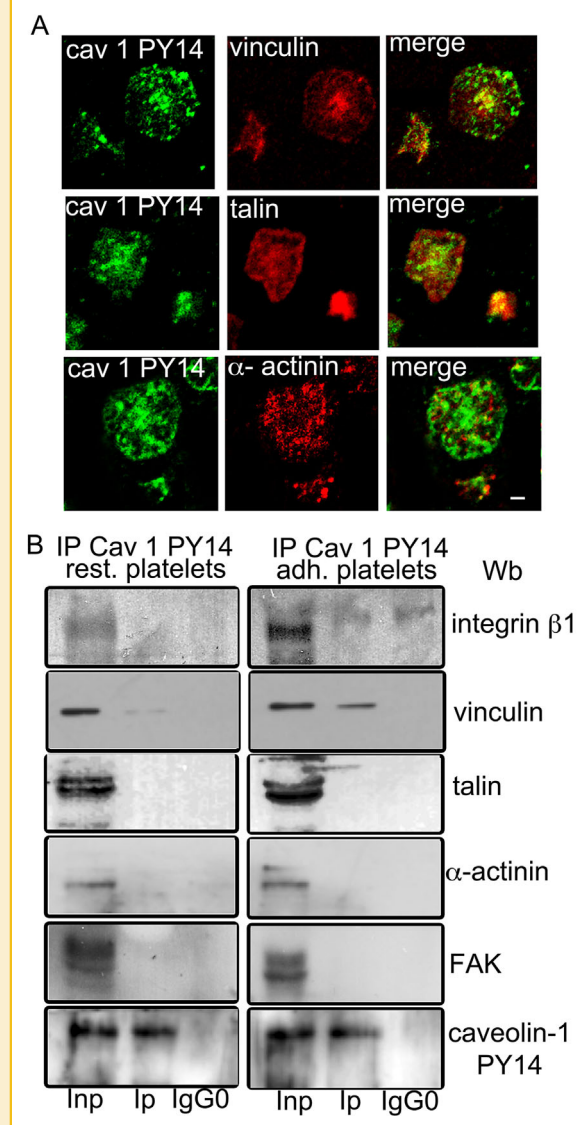 A
cav 1 PY14 vinculin merge
cav 1 PY14 talin merge
cav 1 PY14 α- actinin merge
B IP Cav 1 PY14 IP Cav 1 PY14
rest. platelets adh. platelets Wb
integrin β1
vinculin
talin
α-actinin
FAK
caveolin-1
PY14
Inp Ip IgG0 Inp Ip IgG0